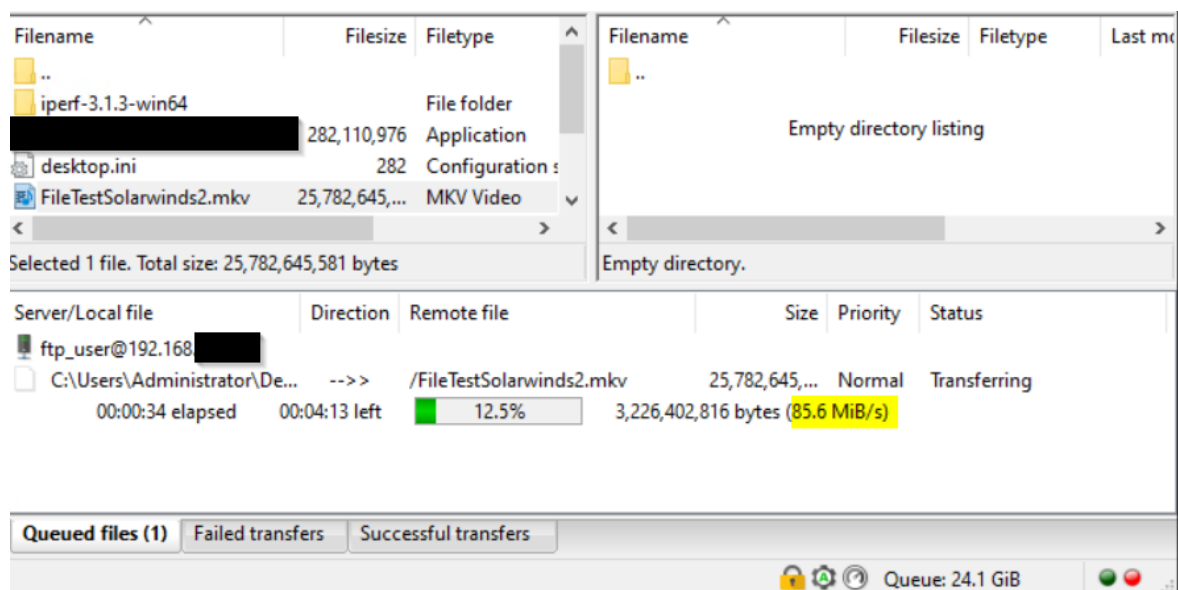 Filename Filesize Filetype
..
iperf-3.1.3-win64 File folder
282,110,976 Application
desktop.ini 282 Configuration s
FileTestSolarwinds2.mkv 25,782,645,... MKV Video
Selected 1 file. Total size: 25,782,645,581 bytes
Filename Filesize Filetype Last mo
..
Empty directory listing
Empty directory.
Server/Local file Direction Remote file Size Priority Status
ftp_user@192.168.
C:\Users\Administrator\De... -->> /FileTestSolarwinds2.mkv 25,782,645,... Normal Transferring
00:00:34 elapsed 00:04:13 left 12.5% 3,226,402,816 bytes (85.6 MiB/s)
Queued files (1) Failed transfers Successful transfers
Queue: 24.1 GiB